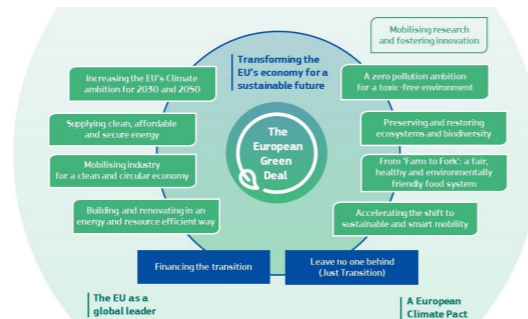 Mobilising research
and fostering innovation
Transforming the
EU's economy for a
sustainable future
Increasing the EU's Climate
ambition for 2030 and 2050
A zero pollution ambition
for a toxic-free environment
Supplying clean, affordable
and secure energy
Preserving and restoring
ecosystems and biodiversity
The
European
Green
Deal
Mobilising industry
for a clean and circular economy
From 'Farm to Fork': a fair,
healthy and environmentally
friendly food system
Building and renovating in an
energy and resource efficient way
Accelerating the shift to
sustainable and smart mobility
Financing the transition
Leave no one behind
(Just Transition)
The EU as a
global leader
A European
Climate Pact